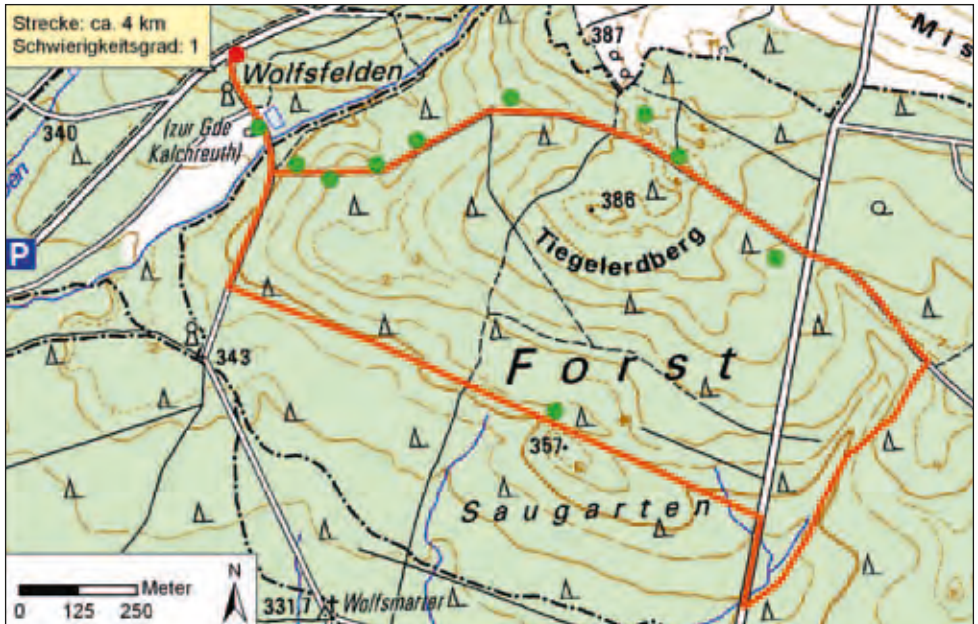 Strecke: ca. 4 km
Schwierigkeitsgrad: 1
387
Mis
Wolfsfelden
340
(zur Gde
Kalchreuth)
386
Tiegelerdberg
P
343
Forst
357
Saugarten
Meter
0 125 250
N
331,7
Wolfsmarter